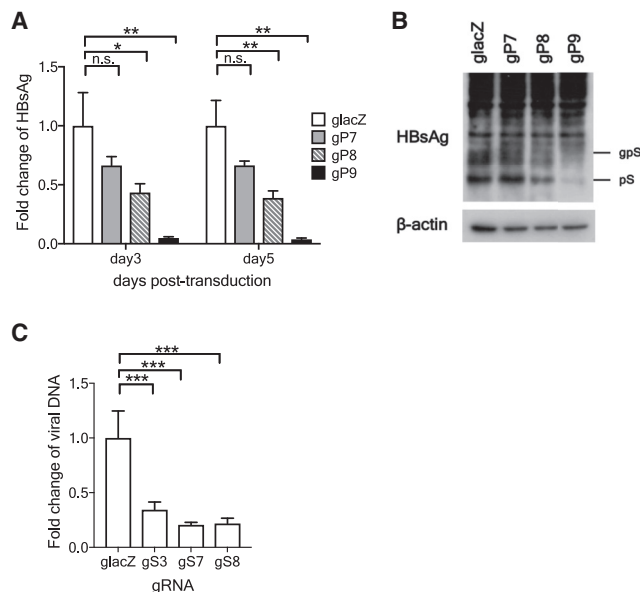 A
**
*
n.s.
**
**
n.s.
1.5
1.0
0.5
0.0
Fold change of HBsAg
day3
day5
days post-transduction
glacZ
gP7
gP8
gP9
B
glacZ
gP7
gP8
gP9
HBsAg
gpS
pS
β-actin
C
***
***
***
1.5
1.0
0.5
0.0
Fold change of viral DNA
glacZ gS3 gS7 gS8
gRNA